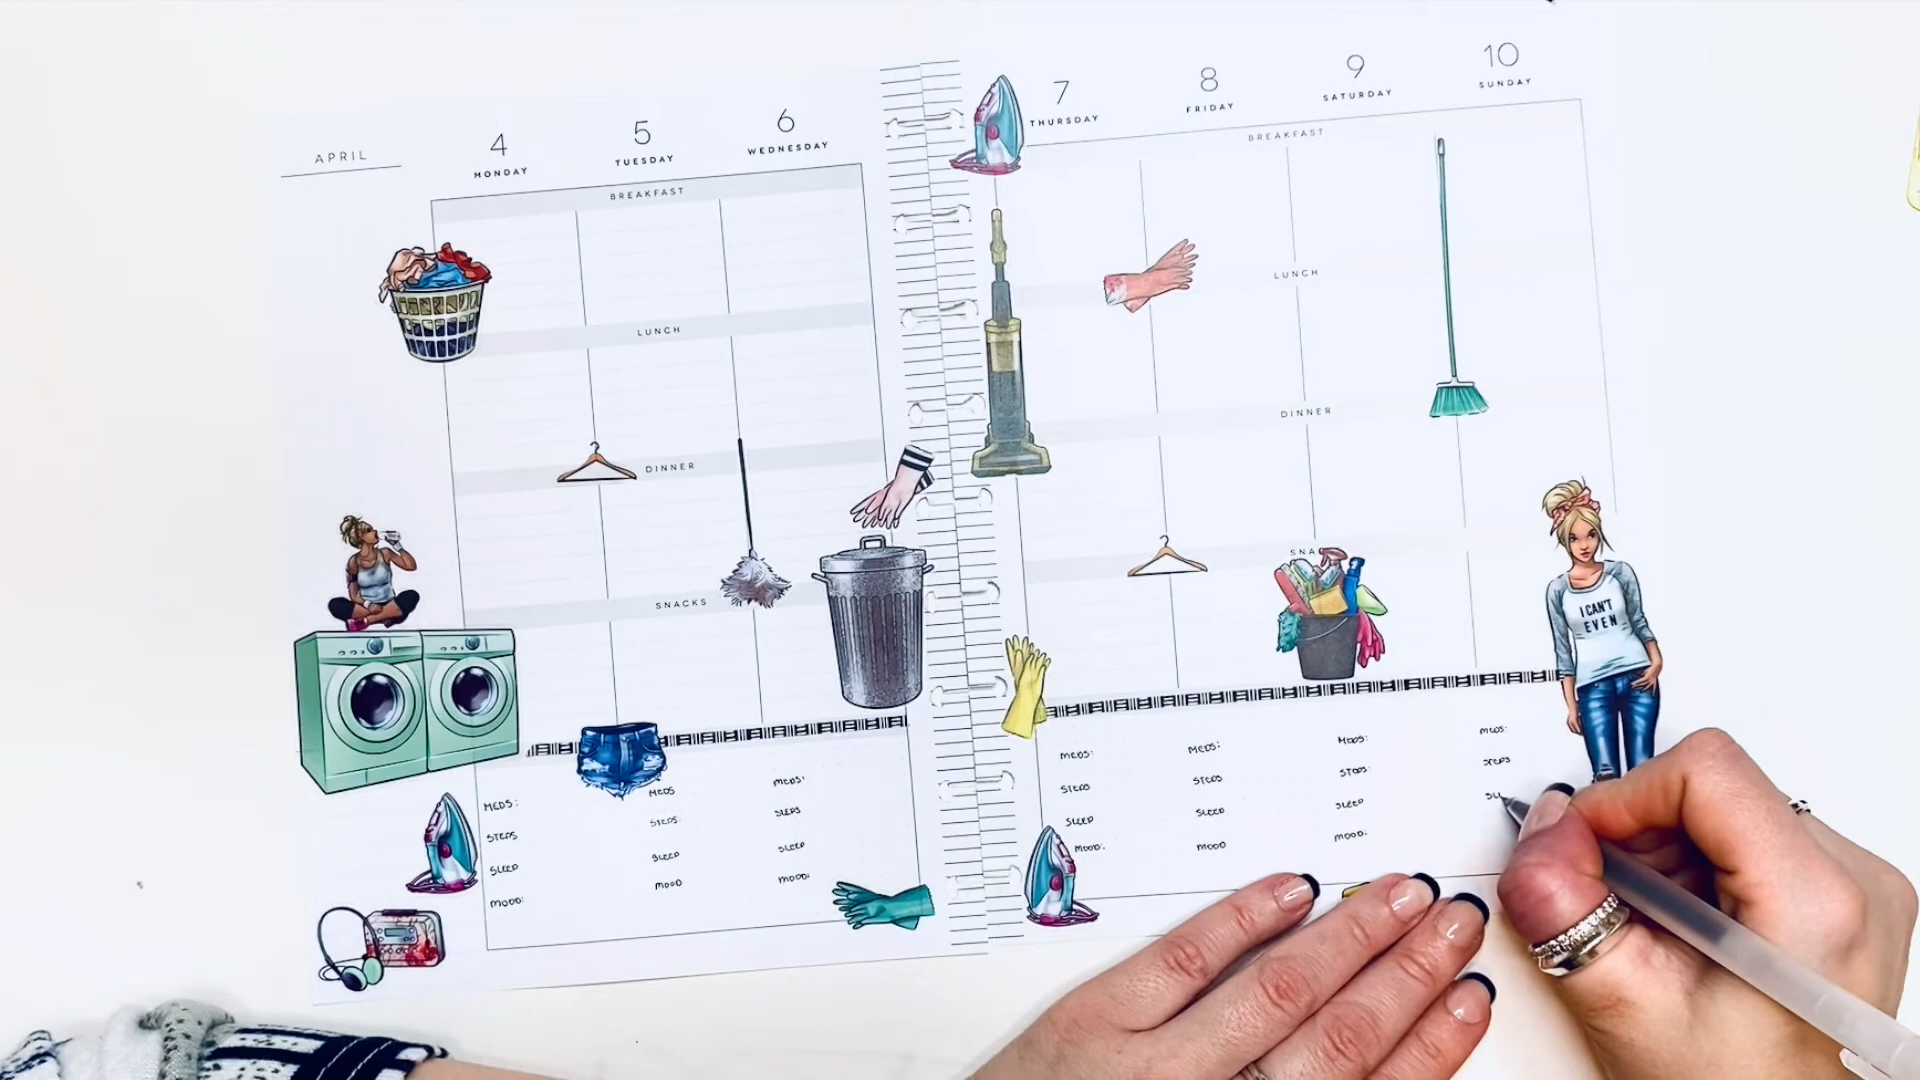 APRIL
4
MONDAY
5
TUESDAY
6
WEDNESDAY
BREAKFAST
LUNCH
DINNER
SNACKS
MEDS:
STEPS
SLEEP
MOOD:
MEDS
STEPS:
SLEEP
MOOD
MEDS:
STEPS
SLEEP
MOOD:
7
THURSDAY
8
FRIDAY
9
SATURDAY
10
SUNDAY
BREAKFAST
LUNCH
DINNER
SNA
I CAN'T
EVEN
MEDS:
STEPS
SLEEP
MOOD:
MEDS:
STEPS
SLEEP
MOOD
MEDS:
STEPS:
SLEEP
MOOD:
MEDS:
STEPS
SL